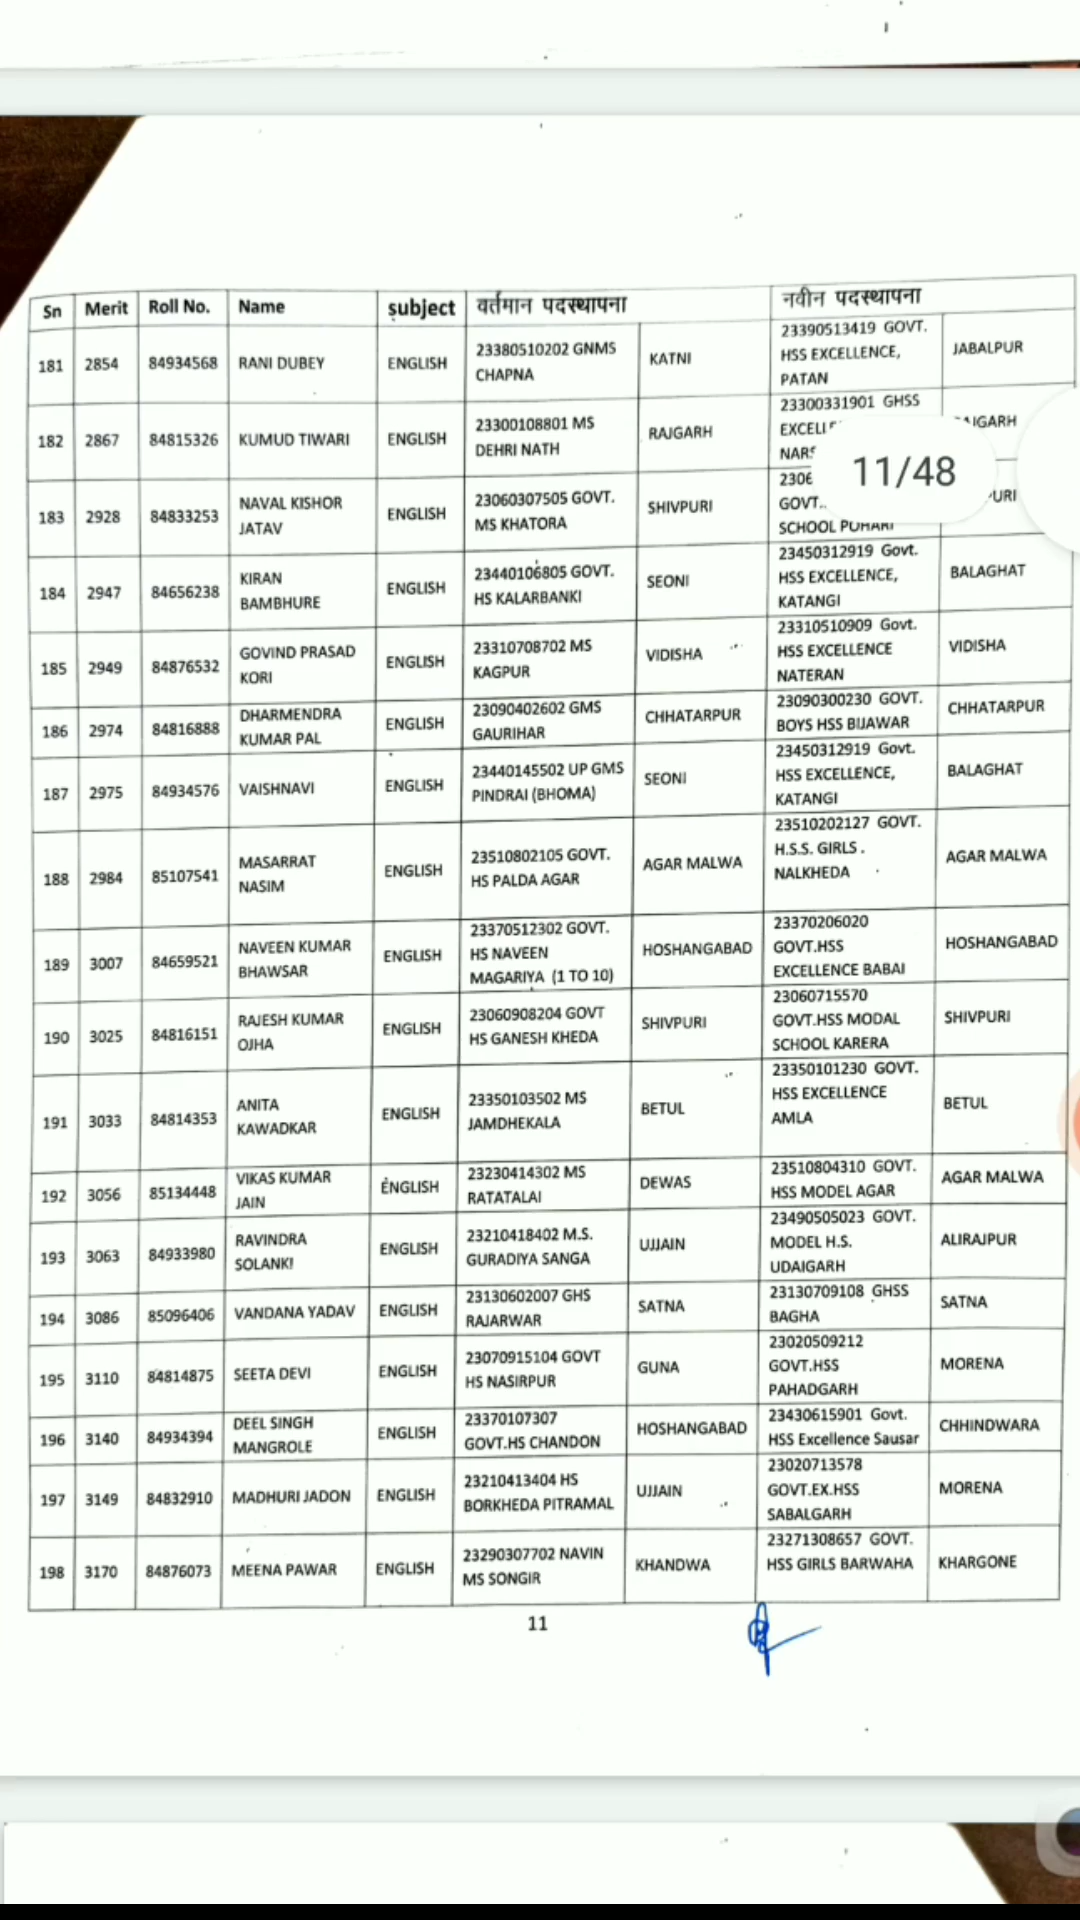 Sn Merit Roll No. Name subject वर्तमान पदस्थापना नवीन पदस्थापना
181 2854 84934568 RANI DUBEY ENGLISH 23380510202 GNMS CHAPNA KATNI 23390513419 GOVT. HSS EXCELLENCE, PATAN JABALPUR
182 2867 84815326 KUMUD TIWARI ENGLISH 23300108801 MS DEHRI NATH RAJGARH 23300331901 GHSS
183 2928 84833253 NAVAL KISHOR JATAV ENGLISH 23060307505 GOVT. MS KHATORA SHIVPURI GOVT. SCHOOL POHARI
11/48
184 2947 84656238 KIRAN BAMBHURE ENGLISH 23440106805 GOVT. HS KALARBANKI SEONI 23450312919 Govt. HSS EXCELLENCE, KATANGI BALAGHAT
185 2949 84876532 GOVIND PRASAD KORI ENGLISH 23310708702 MS KAGPUR VIDISHA 23310510909 Govt. HSS EXCELLENCE NATERAN VIDISHA
186 2974 84816888 DHARMENDRA KUMAR PAL ENGLISH 23090402602 GMS GAURIHAR CHHATARPUR 23090300230 GOVT. BOYS HSS BIJAWAR CHHATARPUR
187 2975 84934576 VAISHNAVI ENGLISH 23440145502 UP GMS PINDRAI (BHOMA) SEONI 23450312919 Govt. HSS EXCELLENCE, KATANGI BALAGHAT
188 2984 85107541 MASARRAT NASIM ENGLISH 23510802105 GOVT. HS PALDA AGAR AGAR MALWA 23510202127 GOVT. H.S.S. GIRLS . NALKHEDA AGAR MALWA
189 3007 84659521 NAVEEN KUMAR BHAWSAR ENGLISH 23370512302 GOVT. HS NAVEEN MAGARIYA (1 TO 10) HOSHANGABAD 23370206020 GOVT.HSS EXCELLENCE BABAI HOSHANGABAD
190 3025 84816151 RAJESH KUMAR OJHA ENGLISH 23060908204 GOVT HS GANESH KHEDA SHIVPURI 23060715570 GOVT.HSS MODAL SCHOOL KARERA SHIVPURI
191 3033 84814353 ANITA KAWADKAR ENGLISH 23350103502 MS JAMDHEKALA BETUL 23350101230 GOVT. HSS EXCELLENCE AMLA BETUL
192 3056 85134448 VIKAS KUMAR JAIN ENGLISH 23230414302 MS RATATALAI DEWAS 23510804310 GOVT. HSS MODEL AGAR AGAR MALWA
193 3063 84933980 RAVINDRA SOLANKI ENGLISH 23210418402 M.S. GURADIYA SANGA UJJAIN 23490505023 GOVT. MODEL H.S. UDAIGARH ALIRAJPUR
194 3086 85096406 VANDANA YADAV ENGLISH 23130602007 GHS RAJARWAR SATNA 23130709108 GHSS BAGHA SATNA
195 3110 84814875 SEETA DEVI ENGLISH 23070915104 GOVT HS NASIRPUR GUNA 23020509212 GOVT.HSS PAHADGARH MORENA
196 3140 84934394 DEEL SINGH MANGROLE ENGLISH 23370107307 GOVT.HS CHANDON HOSHANGABAD 23430615901 Govt. HSS Excellence Sausar CHHINDWARA
197 3149 84832910 MADHURI JADON ENGLISH 23210413404 HS BORKHEDA PITRAMAL UJJAIN 23020713578 GOVT.EX.HSS SABALGARH MORENA
198 3170 84876073 MEENA PAWAR ENGLISH 23290307702 NAVIN MS SONGIR KHANDWA 23271308657 GOVT. HSS GIRLS BARWAHA KHARGONE
11